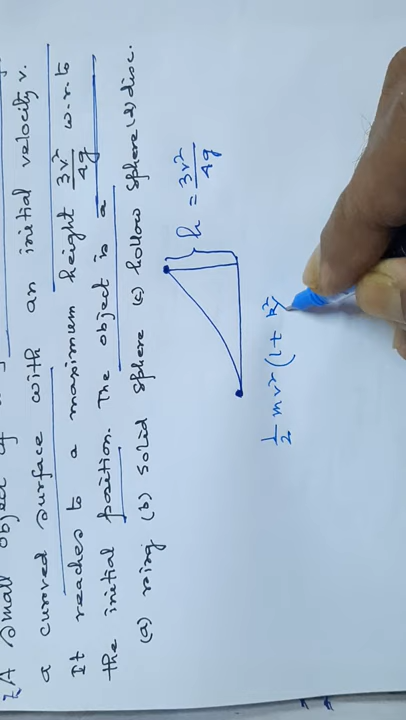 A small object of
a curved surface with an initial velocity v.
It reaches to a maximum height 3v²/4g w.r.to
the initial position. The object is a
(a) ring (b) solid sphere (c) hollow sphere (d) disc.
h = 3v²/4g
1/2 mv² (1+ k²/